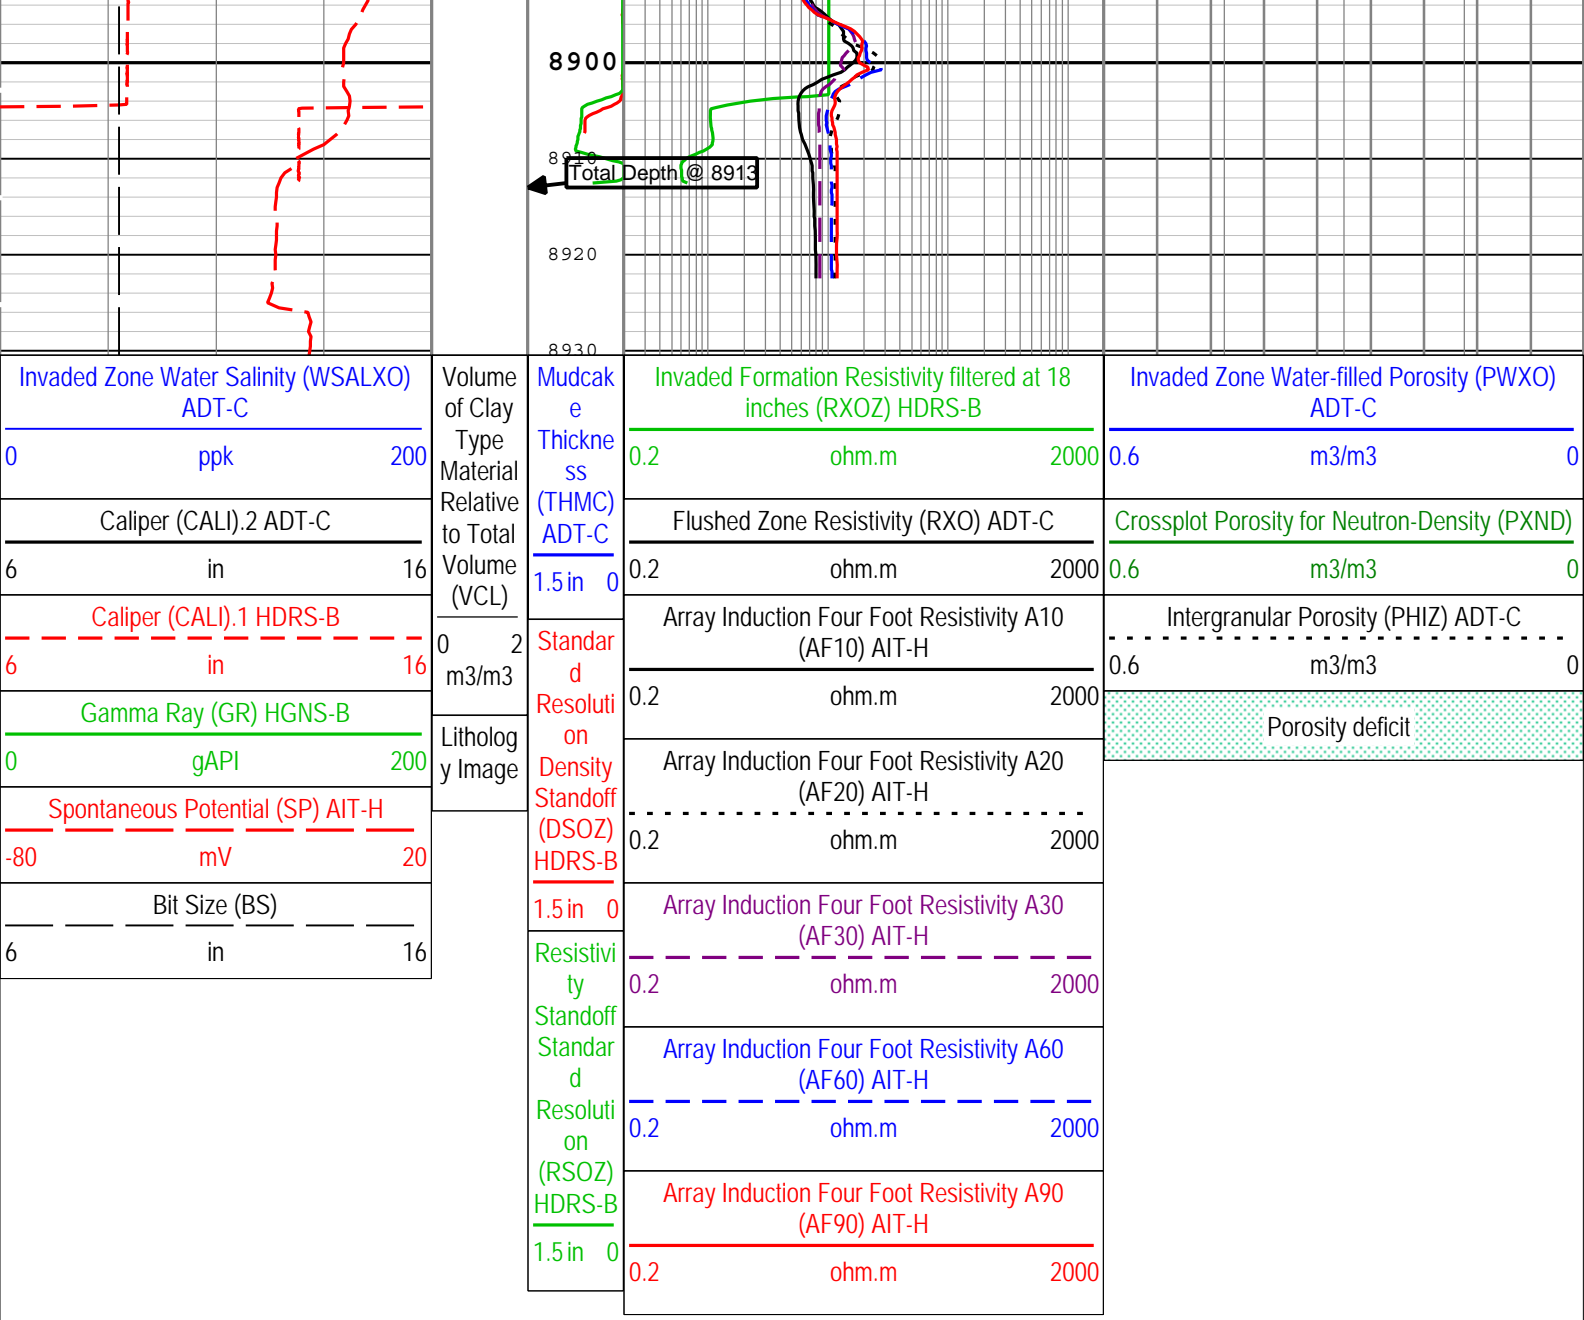 8900
8910
Total Depth @ 8913
8920
8930
Invaded Zone Water Salinity (WSALXO)
ADT-C
0 ppk 200
Caliper (CALI).2 ADT-C
6 in 16
Caliper (CALI).1 HDRS-B
6 in 16
Gamma Ray (GR) HGNS-B
0 gAPI 200
Spontaneous Potential (SP) AIT-H
-80 mV 20
Bit Size (BS)
6 in 16
Volume
of Clay
Type
Material
Relative
to Total
Volume
(VCL)
0 2
m3/m3
Litholog
y Image
Mudcak
e
Thickne
ss
(THMC)
ADT-C
1.5 in 0
Standar
d
Resoluti
on
Density
Standoff
(DSOZ)
HDRS-B
1.5 in 0
Resistivi
ty
Standoff
Standar
d
Resoluti
on
(RSOZ)
HDRS-B
1.5 in 0
Invaded Formation Resistivity filtered at 18
inches (RXOZ) HDRS-B
0.2 ohm.m 2000
Flushed Zone Resistivity (RXO) ADT-C
0.2 ohm.m 2000
Array Induction Four Foot Resistivity A10
(AF10) AIT-H
0.2 ohm.m 2000
Array Induction Four Foot Resistivity A20
(AF20) AIT-H
0.2 ohm.m 2000
Array Induction Four Foot Resistivity A30
(AF30) AIT-H
0.2 ohm.m 2000
Array Induction Four Foot Resistivity A60
(AF60) AIT-H
0.2 ohm.m 2000
Array Induction Four Foot Resistivity A90
(AF90) AIT-H
0.2 ohm.m 2000
Invaded Zone Water-filled Porosity (PWXO)
ADT-C
0.6 m3/m3 0
Crossplot Porosity for Neutron-Density (PXND)
0.6 m3/m3 0
Intergranular Porosity (PHIZ) ADT-C
0.6 m3/m3 0
Porosity deficit